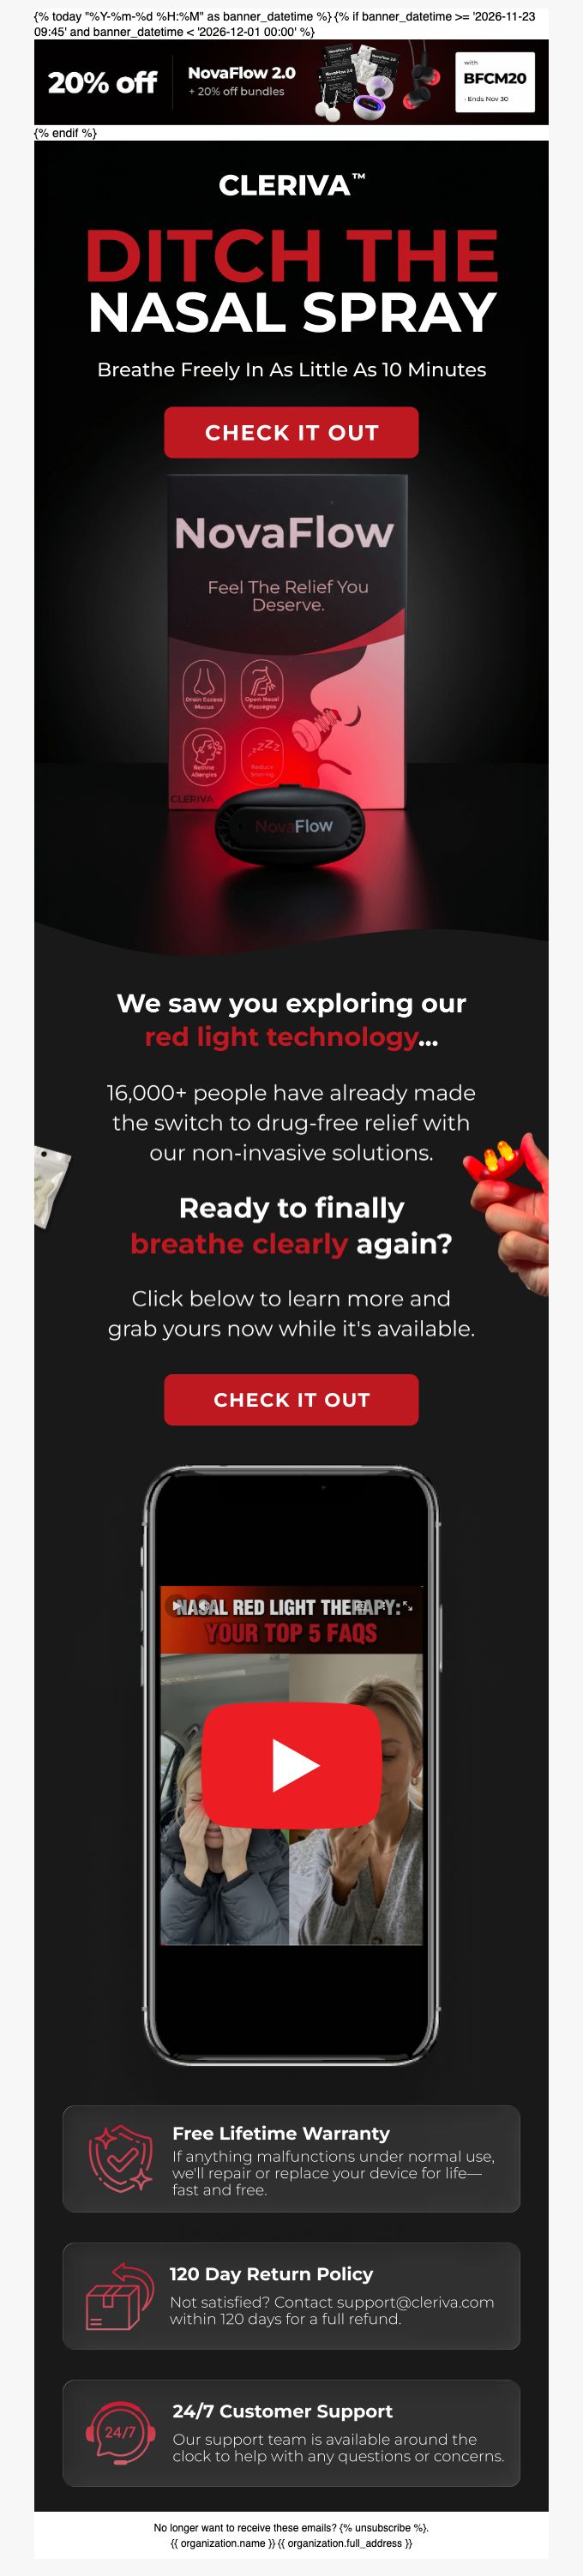 {% today "%Y-%m-%d %H:%M" as banner_datetime %} {% if banner_datetime >= '2026-11-23
09:45' and banner_datetime < '2026-12-01 00:00' %}
20% off
NovaFlow 2.0
+ 20% off bundles
with
BFCM20
· Ends Nov 30
{% endif %}
CLERIVA™
DITCH THE
NASAL SPRAY
Breathe Freely In As Little As 10 Minutes
CHECK IT OUT
NovaFlow
Feel The Relief You
Deserve.
Drain Excess
Mucus
Open Nasal
Passages
Relieve
Allergies
Reduce
Snoring
CLERIVA
NovaFlow
We saw you exploring our
red light technology...
16,000+ people have already made
the switch to drug-free relief with
our non-invasive solutions.
Ready to finally
breathe clearly again?
Click below to learn more and
grab yours now while it's available.
CHECK IT OUT
NASAL RED LIGHT THERAPY:
YOUR TOP 5 FAQS
Free Lifetime Warranty
If anything malfunctions under normal use,
we'll repair or replace your device for life—
fast and free.
120 Day Return Policy
Not satisfied? Contact support@cleriva.com
within 120 days for a full refund.
24/7
24/7 Customer Support
Our support team is available around the
clock to help with any questions or concerns.
No longer want to receive these emails? {% unsubscribe %}.
{{ organization.name }} {{ organization.full_address }}